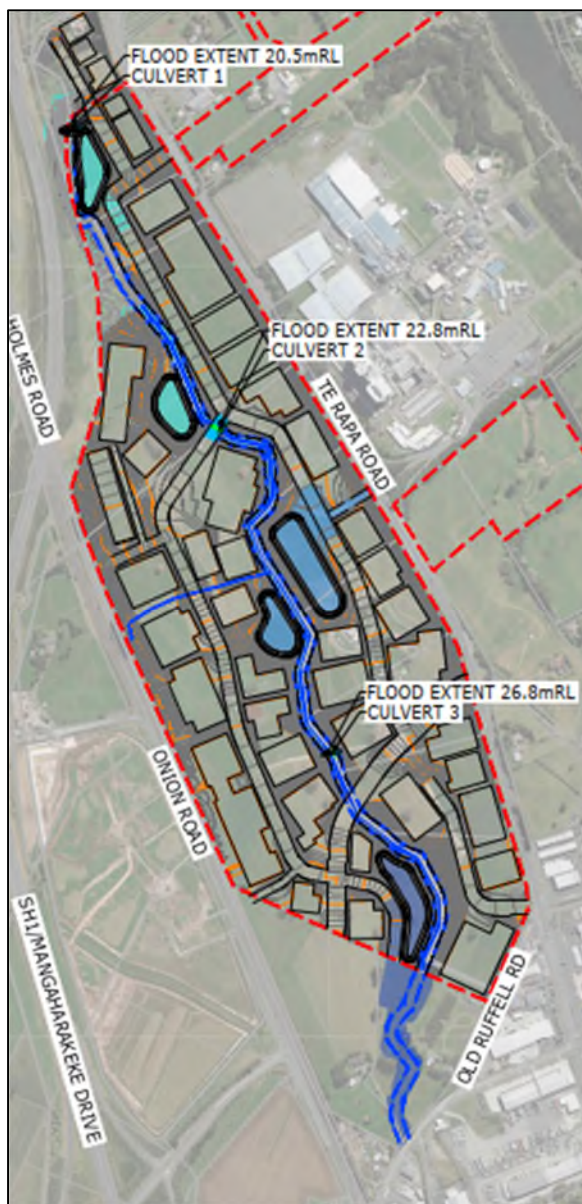 FLOOD EXTENT 20.5mRL
CULVERT 1
FLOOD EXTENT 22.8mRL
CULVERT 2
HOLMES ROAD
TE RAPA ROAD
FLOOD EXTENT 26.8mRL
CULVERT 3
ONION ROAD
SH1/MANGAHARAKEKE DRIVE
OLD RUFFELL RD